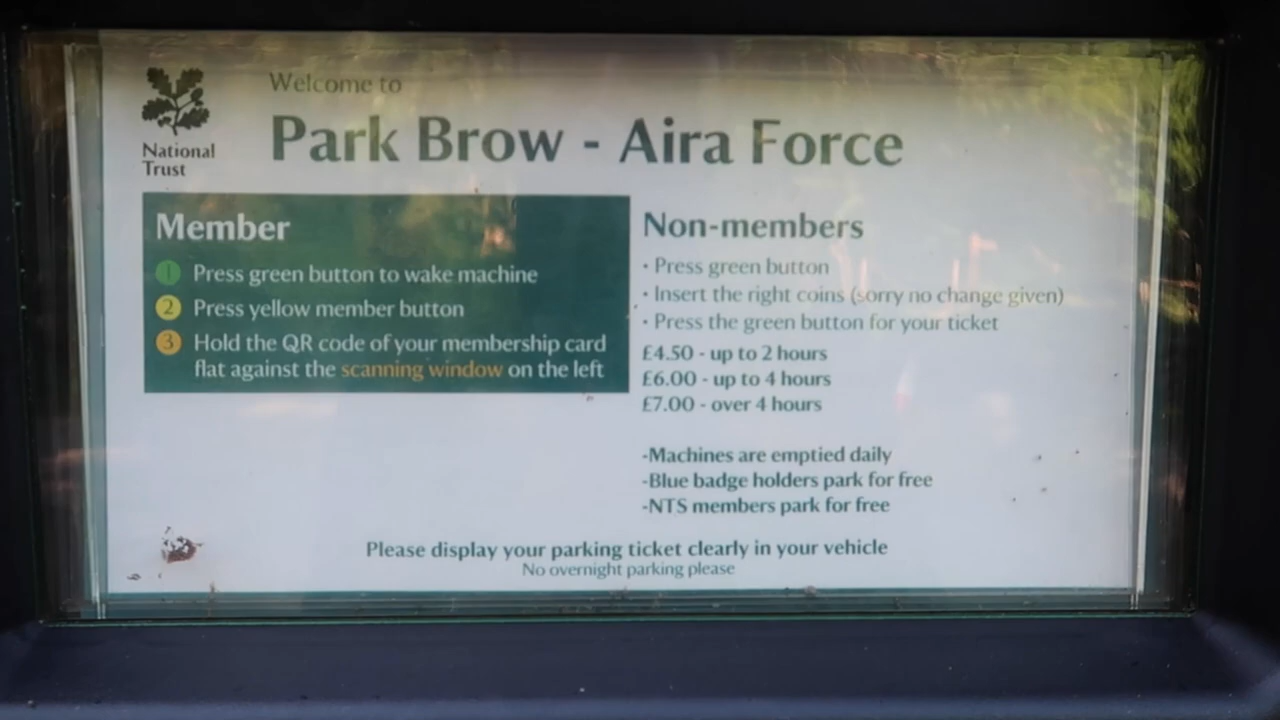 Welcome to
Park Brow - Aira Force
National
Trust
Member
1 Press green button to wake machine
2 Press yellow member button
3 Hold the QR code of your membership card
flat against the scanning window on the left
Non-members
• Press green button
• Insert the right coins (sorry no change given)
• Press the green button for your ticket
£4.50 - up to 2 hours
£6.00 - up to 4 hours
£7.00 - over 4 hours
-Machines are emptied daily
-Blue badge holders park for free
-NTS members park for free
Please display your parking ticket clearly in your vehicle
No overnight parking please